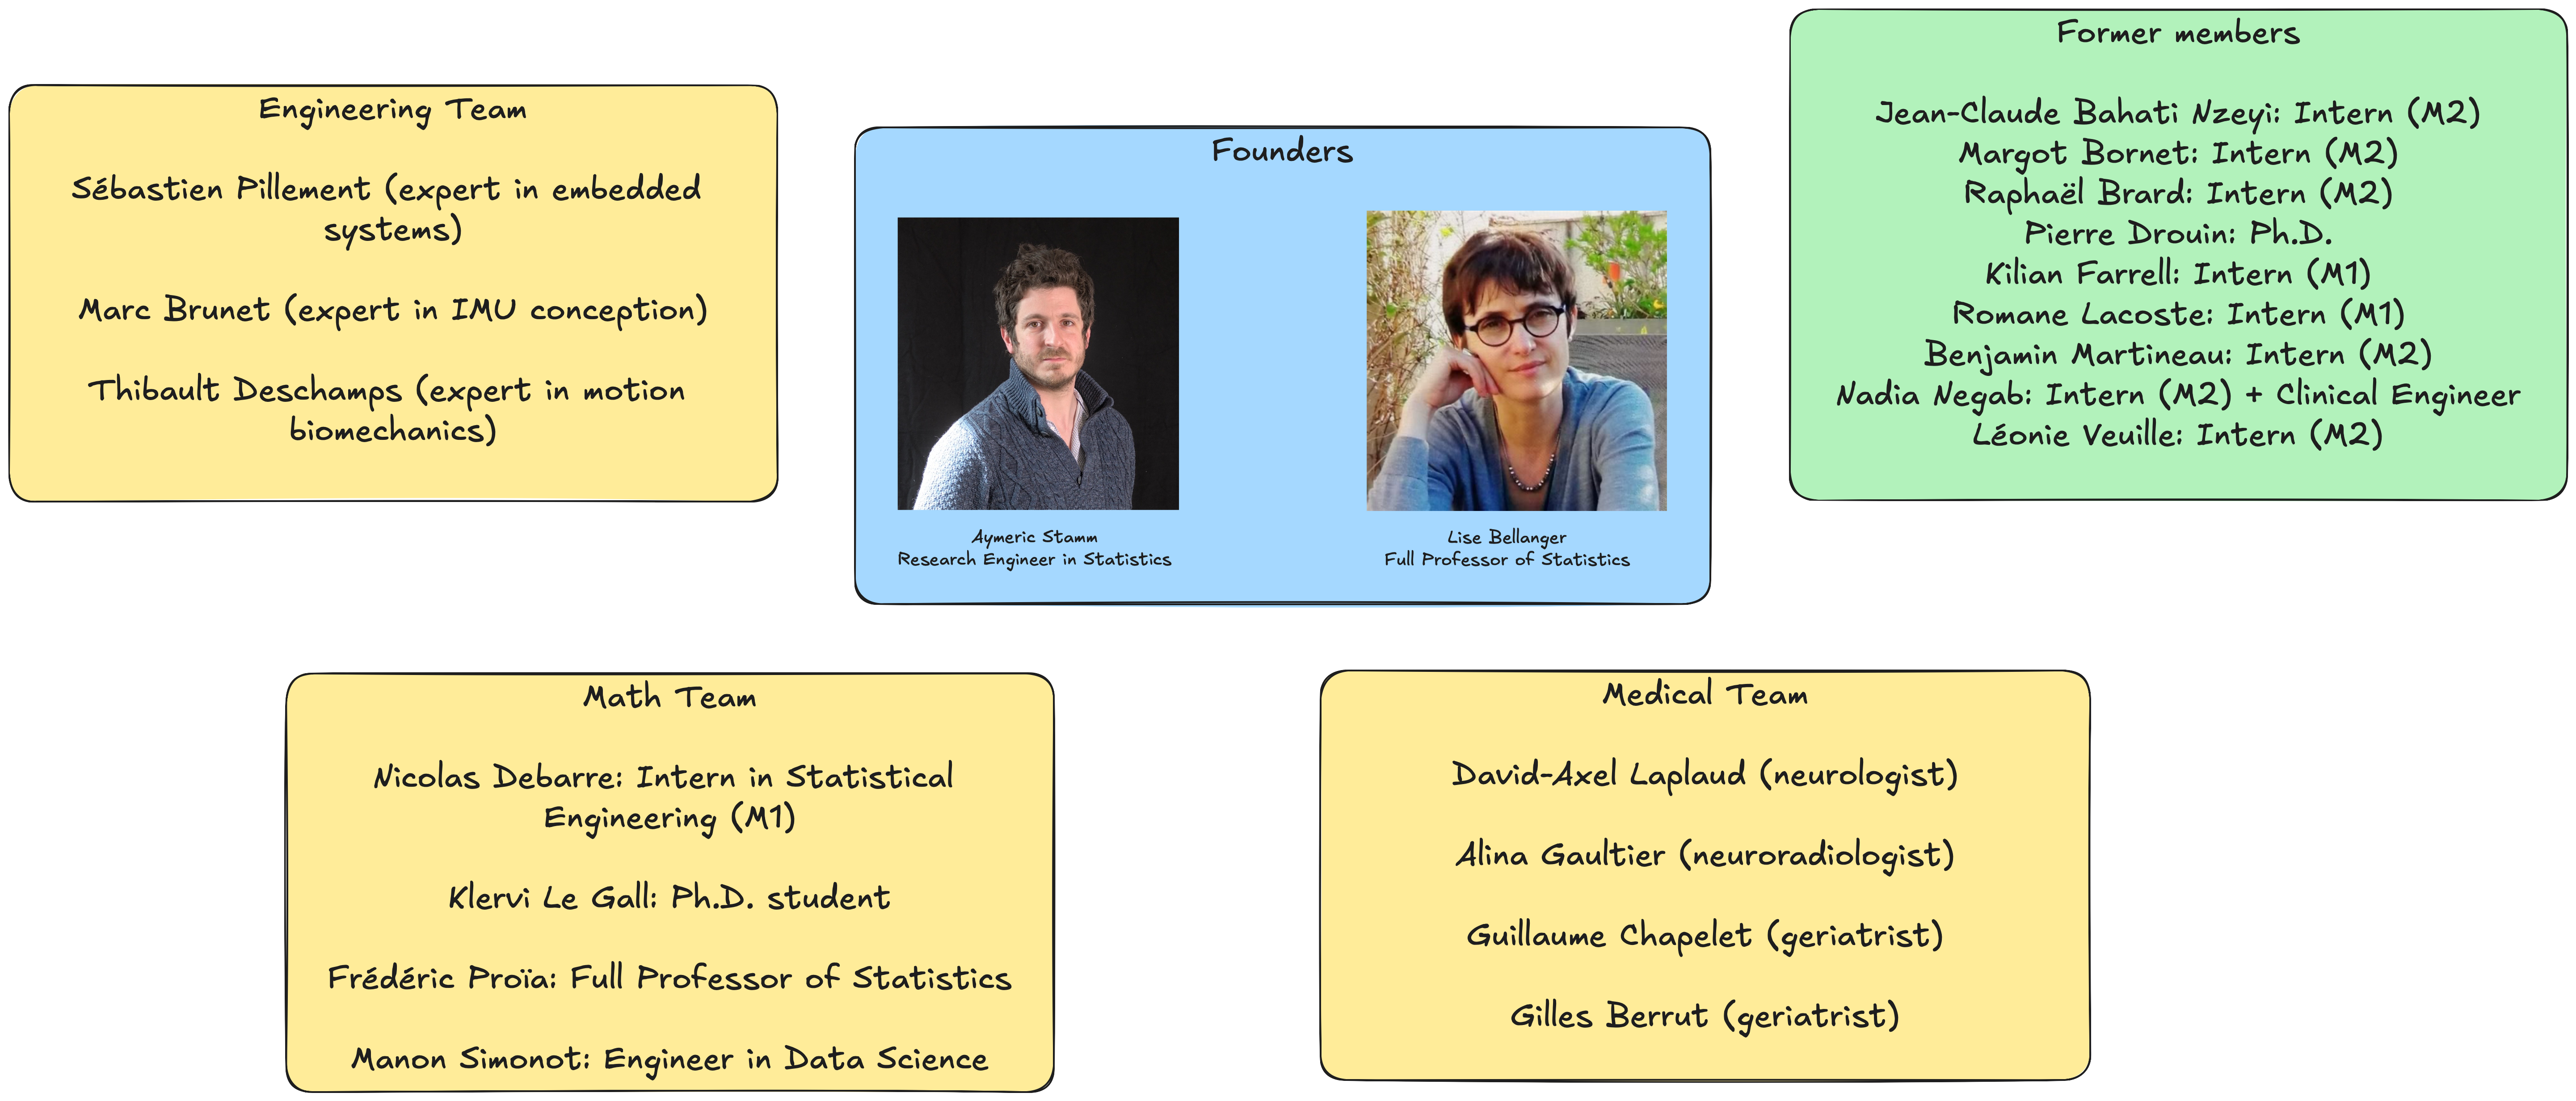 Engineering Team
Sébastien Pillement (expert in embedded
systems)
Marc Brunet (expert in IMU conception)
Thibault Deschamps (expert in motion
biomechanics)
Founders
Aymeric Stamm
Research Engineer in Statistics
Lise Bellanger
Full Professor of Statistics
Former members
Jean-Claude Bahati Nzeyi: Intern (M2)
Margot Bornet: Intern (M2)
Raphaël Brard: Intern (M2)
Pierre Drouin: Ph.D.
Kilian Farrell: Intern (M1)
Romane Lacoste: Intern (M1)
Benjamin Martineau: Intern (M2)
Nadia Negab: Intern (M2) + Clinical Engineer
Léonie Veuille: Intern (M2)
Math Team
Nicolas Debarre: Intern in Statistical
Engineering (M1)
Klervi Le Gall: Ph.D. student
Frédéric Proïa: Full Professor of Statistics
Manon Simonot: Engineer in Data Science
Medical Team
David-Axel Laplaud (neurologist)
Alina Gaultier (neuroradiologist)
Guillaume Chapelet (geriatrist)
Gilles Berrut (geriatrist)